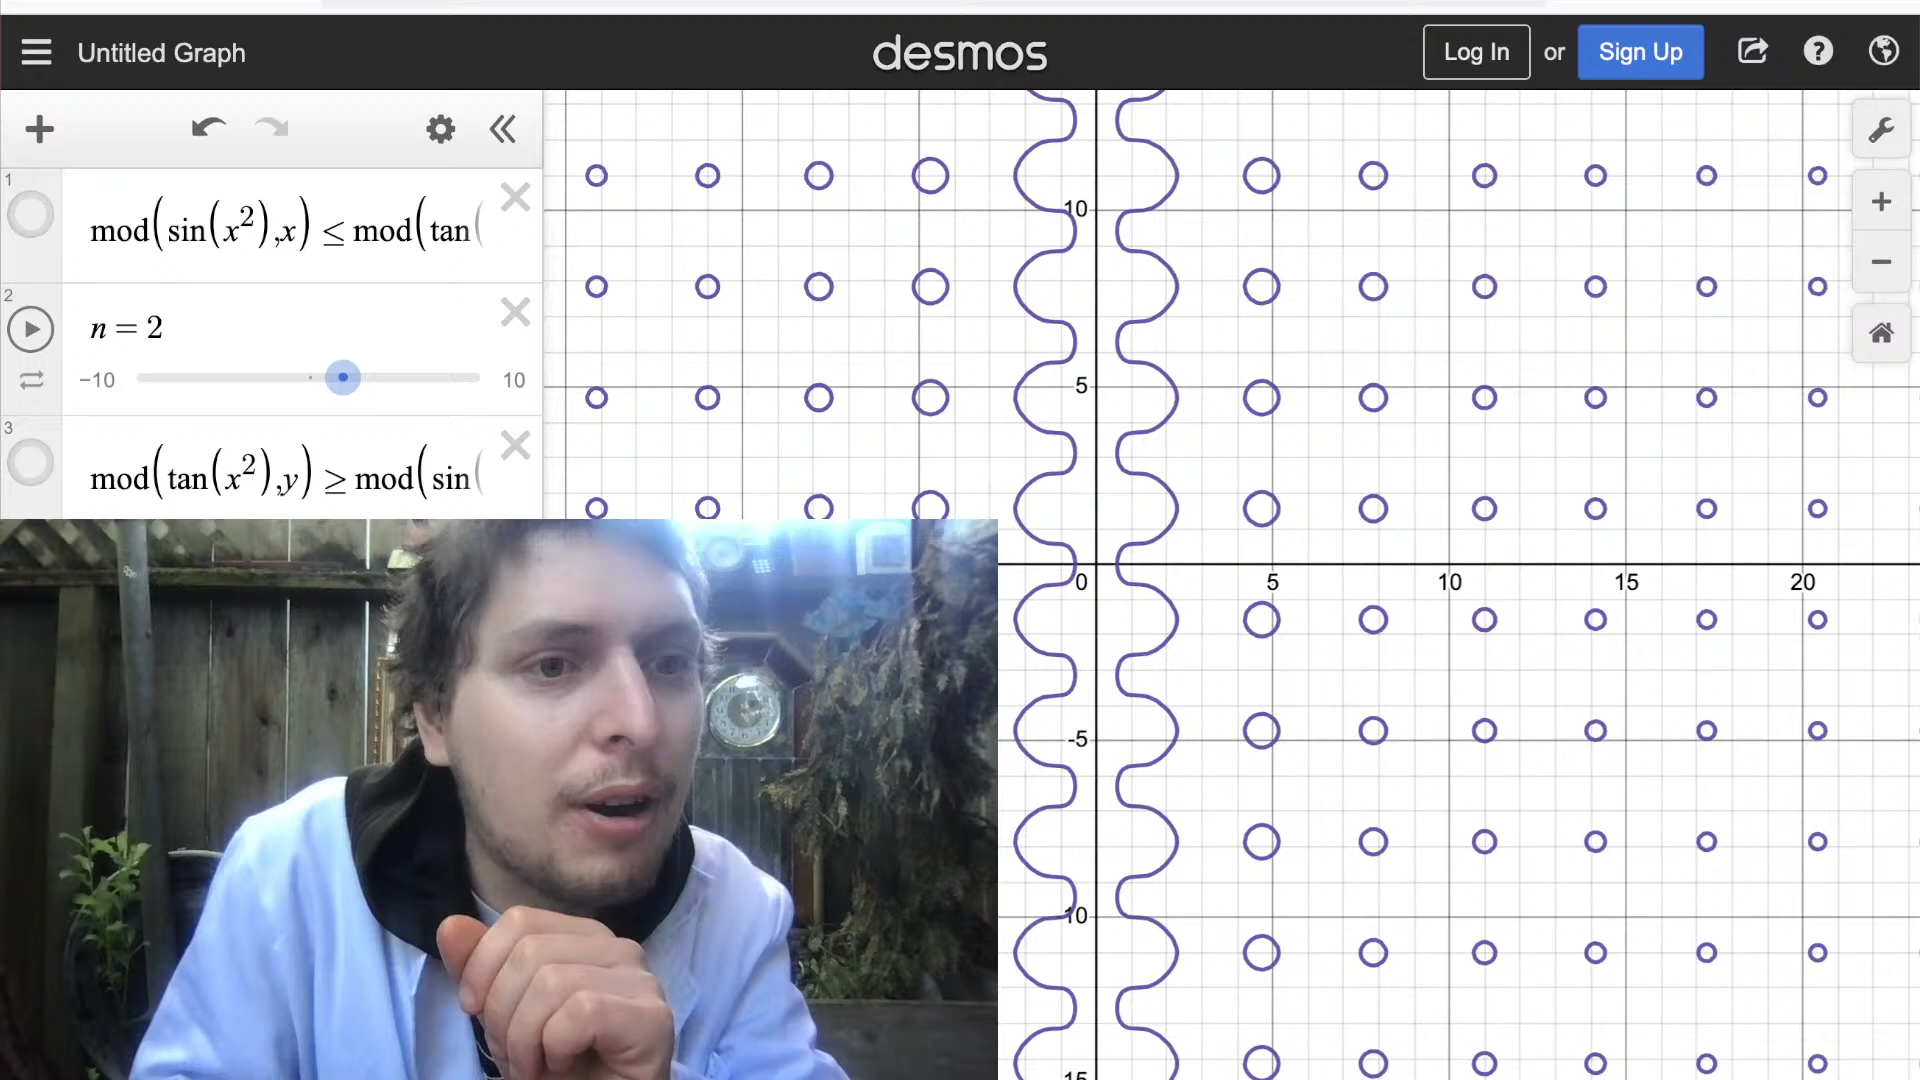 Untitled Graph
desmos
Log In or Sign Up
1
mod(sin(x²),x) ≤ mod(tan(
2
n = 2
−10 10
3
mod(tan(x²),y) ≥ mod(sin(
10
5
0 5 10 15 20
-5
10
15